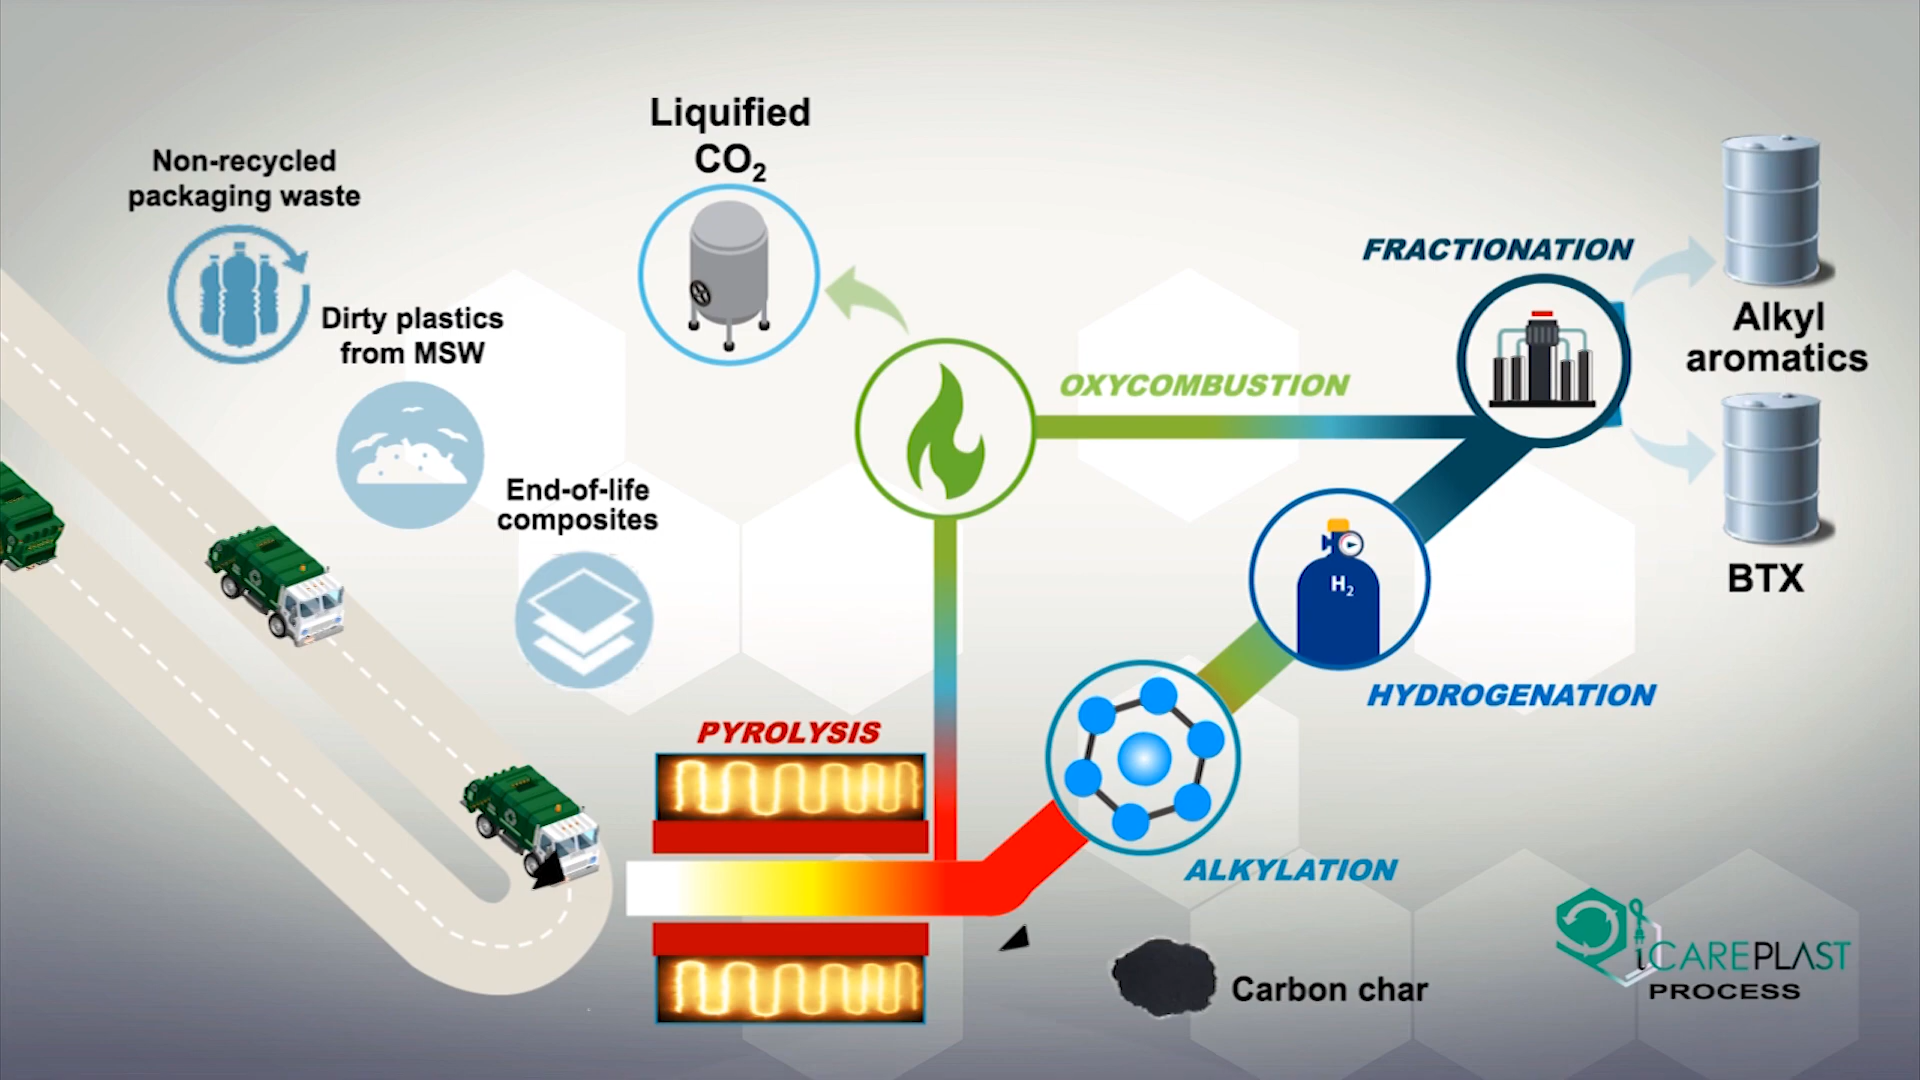 Non-recycled
packaging waste
Dirty plastics
from MSW
End-of-life
composites
Liquified
CO₂
OXYCOMBUSTION
FRACTIONATION
Alkyl
aromatics
BTX
H₂
HYDROGENATION
PYROLYSIS
ALKYLATION
Carbon char
iCAREPLAST
PROCESS